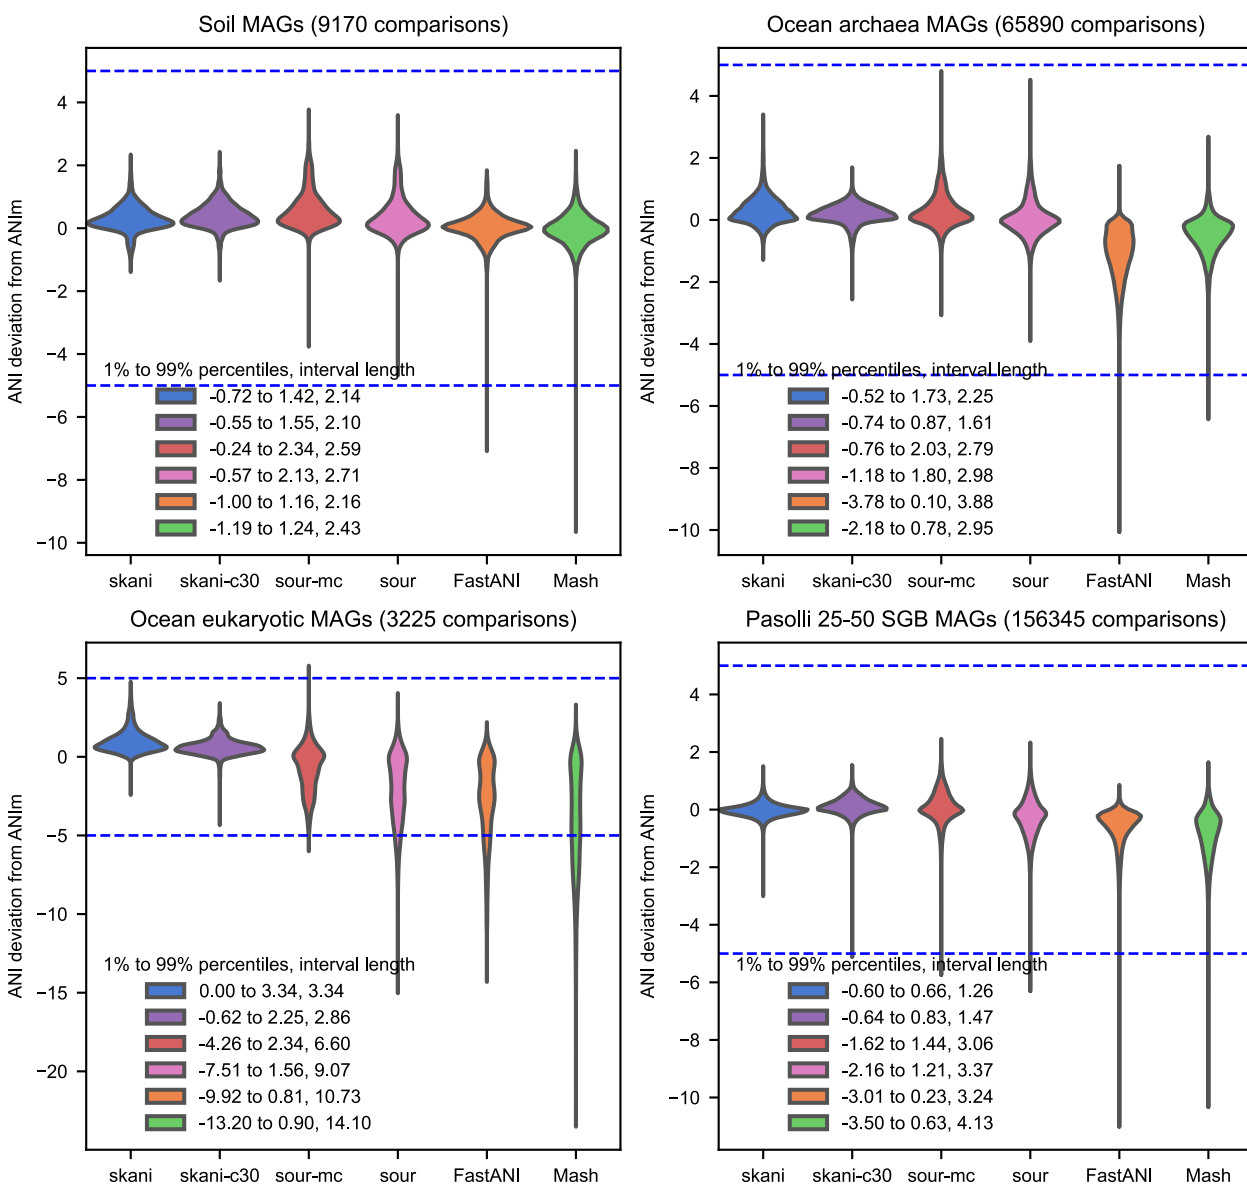 Soil MAGs (9170 comparisons)
ANI deviation from ANIm
4
2
0
−2
−4
−6
−8
−10
1% to 99% percentiles, interval length
-0.72 to 1.42, 2.14
-0.55 to 1.55, 2.10
-0.24 to 2.34, 2.59
-0.57 to 2.13, 2.71
-1.00 to 1.16, 2.16
-1.19 to 1.24, 2.43
skani skani-c30 sour-mc sour FastANI Mash
Ocean archaea MAGs (65890 comparisons)
ANI deviation from ANIm
4
2
0
−2
−4
−6
−8
−10
1% to 99% percentiles, interval length
-0.52 to 1.73, 2.25
-0.74 to 0.87, 1.61
-0.76 to 2.03, 2.79
-1.18 to 1.80, 2.98
-3.78 to 0.10, 3.88
-2.18 to 0.78, 2.95
skani skani-c30 sour-mc sour FastANI Mash
Ocean eukaryotic MAGs (3225 comparisons)
ANI deviation from ANIm
5
0
−5
−10
−15
−20
1% to 99% percentiles, interval length
0.00 to 3.34, 3.34
-0.62 to 2.25, 2.86
-4.26 to 2.34, 6.60
-7.51 to 1.56, 9.07
-9.92 to 0.81, 10.73
-13.20 to 0.90, 14.10
skani skani-c30 sour-mc sour FastANI Mash
Pasolli 25-50 SGB MAGs (156345 comparisons)
ANI deviation from ANIm
4
2
0
−2
−4
−6
−8
−10
1% to 99% percentiles, interval length
-0.60 to 0.66, 1.26
-0.64 to 0.83, 1.47
-1.62 to 1.44, 3.06
-2.16 to 1.21, 3.37
-3.01 to 0.23, 3.24
-3.50 to 0.63, 4.13
skani skani-c30 sour-mc sour FastANI Mash